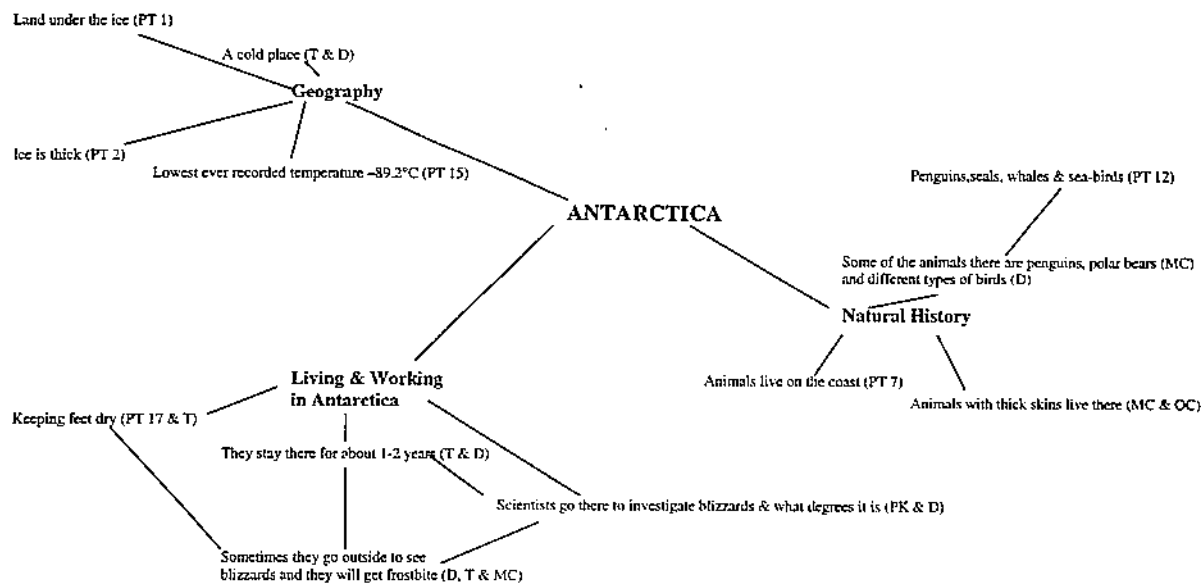 Land under the ice (PT 1)
A cold place (T & D)
Geography
Ice is thick (PT 2)
Lowest ever recorded temperature –89.2°C (PT 15)
Penguins,seals, whales & sea-birds (PT 12)
ANTARCTICA
Some of the animals there are penguins, polar bears (MC)
and different types of birds (D)
Natural History
Living & Working
in Antarctica
Animals live on the coast (PT 7)
Animals with thick skins live there (MC & OC)
Keeping feet dry (PT 17 & T)
They stay there for about 1-2 years (T & D)
Scientists go there to investigate blizzards & what degrees it is (PK & D)
Sometimes they go outside to see
blizzards and they will get frostbite (D, T & MC)